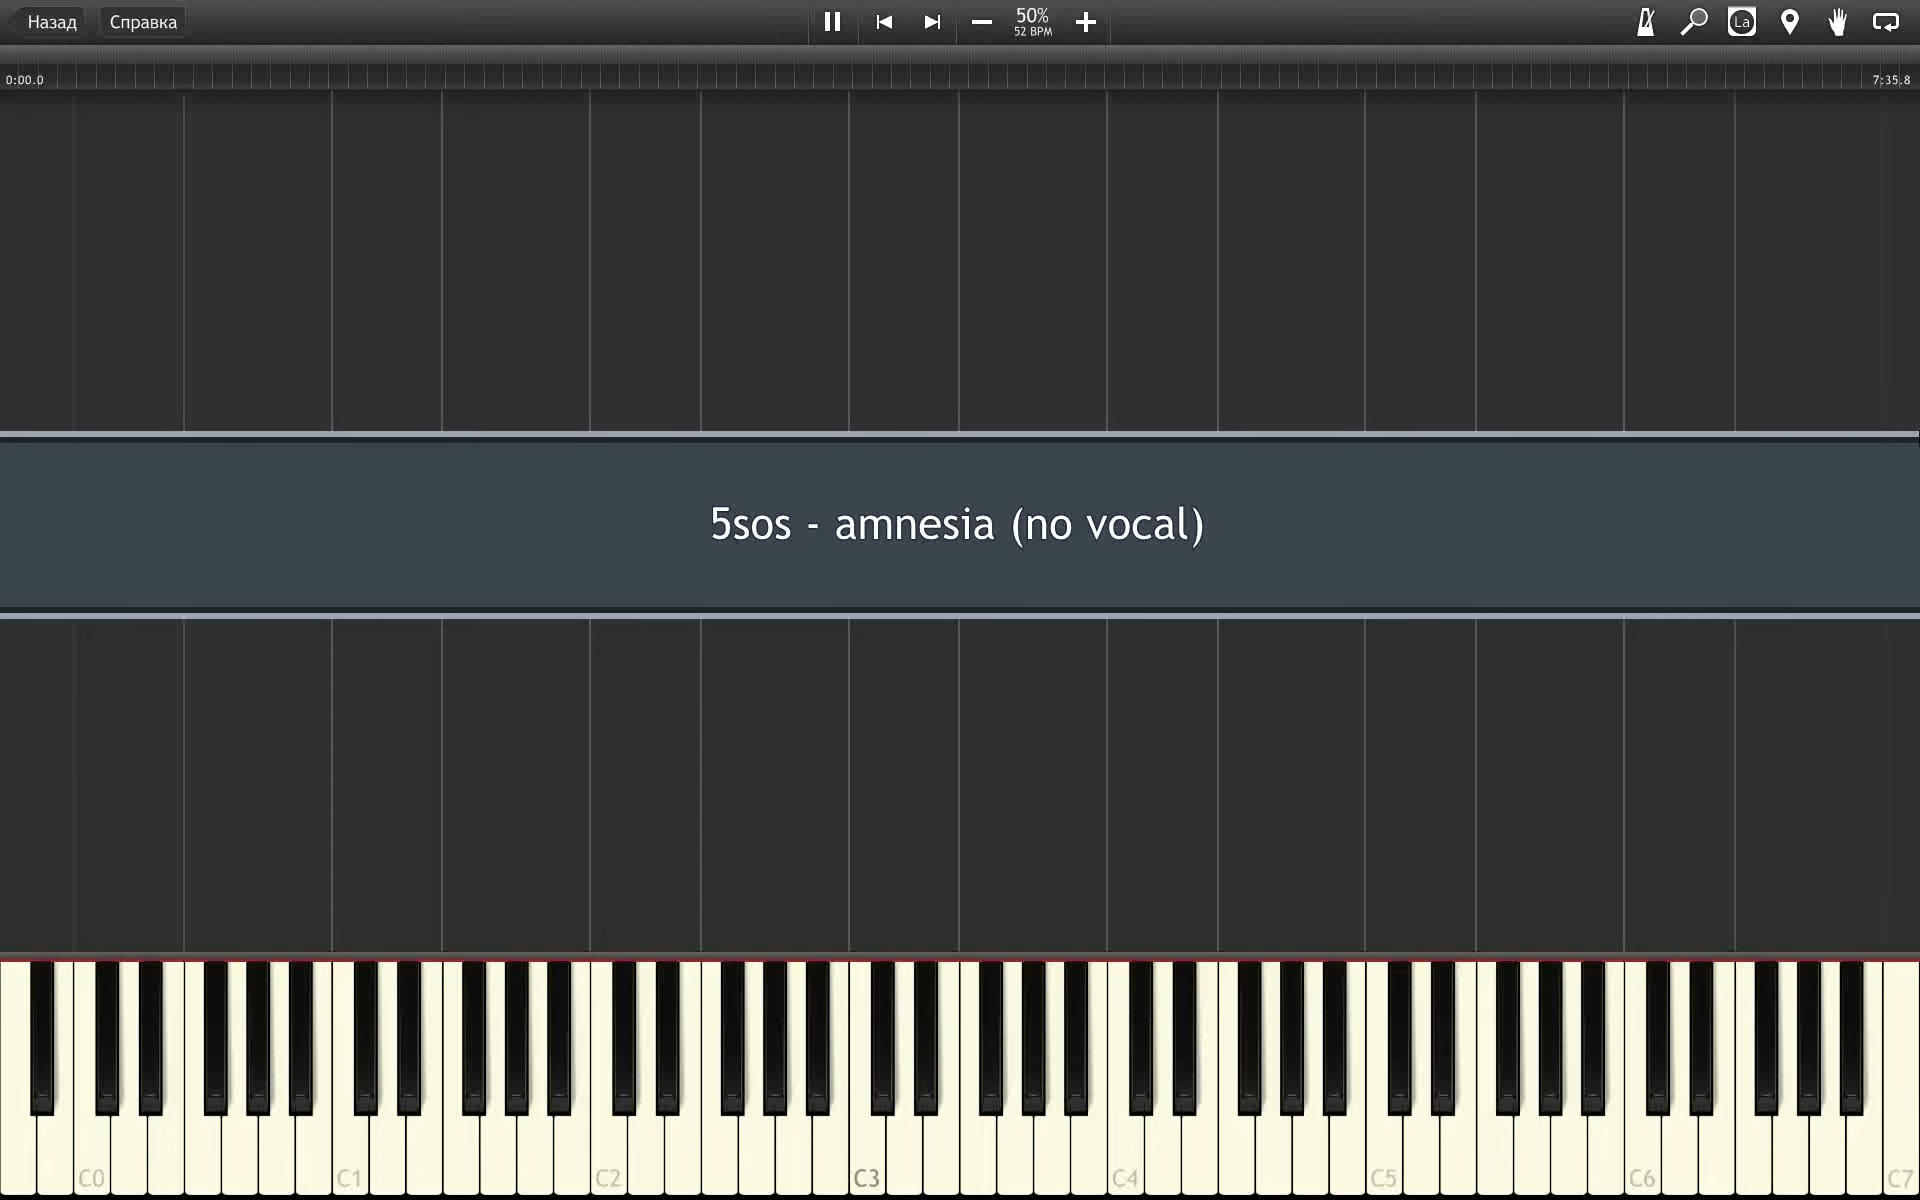 Назад
Справка
50%
52 BPM
La
0:00.0
7:35.8
5sos - amnesia (no vocal)
C0
C1
C2
C3
C4
C5
C6
C7